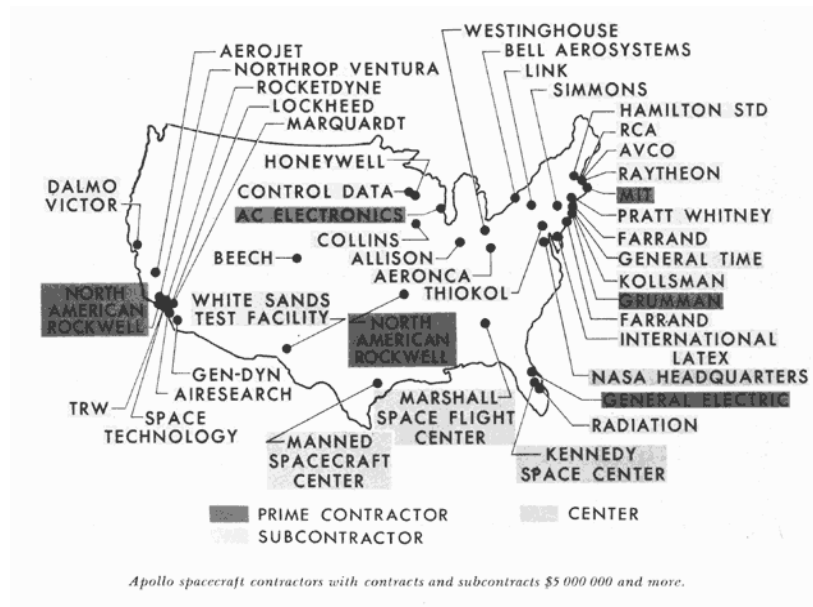 WESTINGHOUSE
BELL AEROSYSTEMS
LINK
SIMMONS
HAMILTON STD
RCA
AVCO
RAYTHEON
MIT
PRATT WHITNEY
FARRAND
GENERAL TIME
KOLLSMAN
GRUMMAN
FARRAND
INTERNATIONAL
LATEX
NASA HEADQUARTERS
GENERAL ELECTRIC
RADIATION
KENNEDY
SPACE CENTER
AEROJET
NORTHROP VENTURA
ROCKETDYNE
LOCKHEED
MARQUARDT
HONEYWELL
CONTROL DATA
AC ELECTRONICS
COLLINS
ALLISON
AERONCA
THIOKOL
DALMO
VICTOR
BEECH
NORTH
AMERICAN
ROCKWELL
WHITE SANDS
TEST FACILITY
NORTH
AMERICAN
ROCKWELL
GEN-DYN
AIRESEARCH
TRW
SPACE
TECHNOLOGY
MANNED
SPACECRAFT
CENTER
MARSHALL
SPACE FLIGHT
CENTER
PRIME CONTRACTOR
SUBCONTRACTOR
CENTER
Apollo spacecraft contractors with contracts and subcontracts $5 000 000 and more.